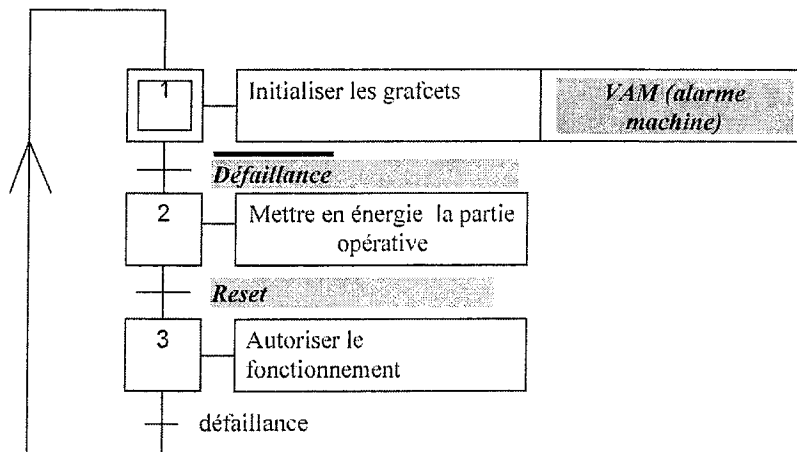 1
Initialiser les grafcets
VAM (alarme
machine)
Défaillance
2
Mettre en énergie la partie
opérative
Reset
3
Autoriser le
fonctionnement
défaillance